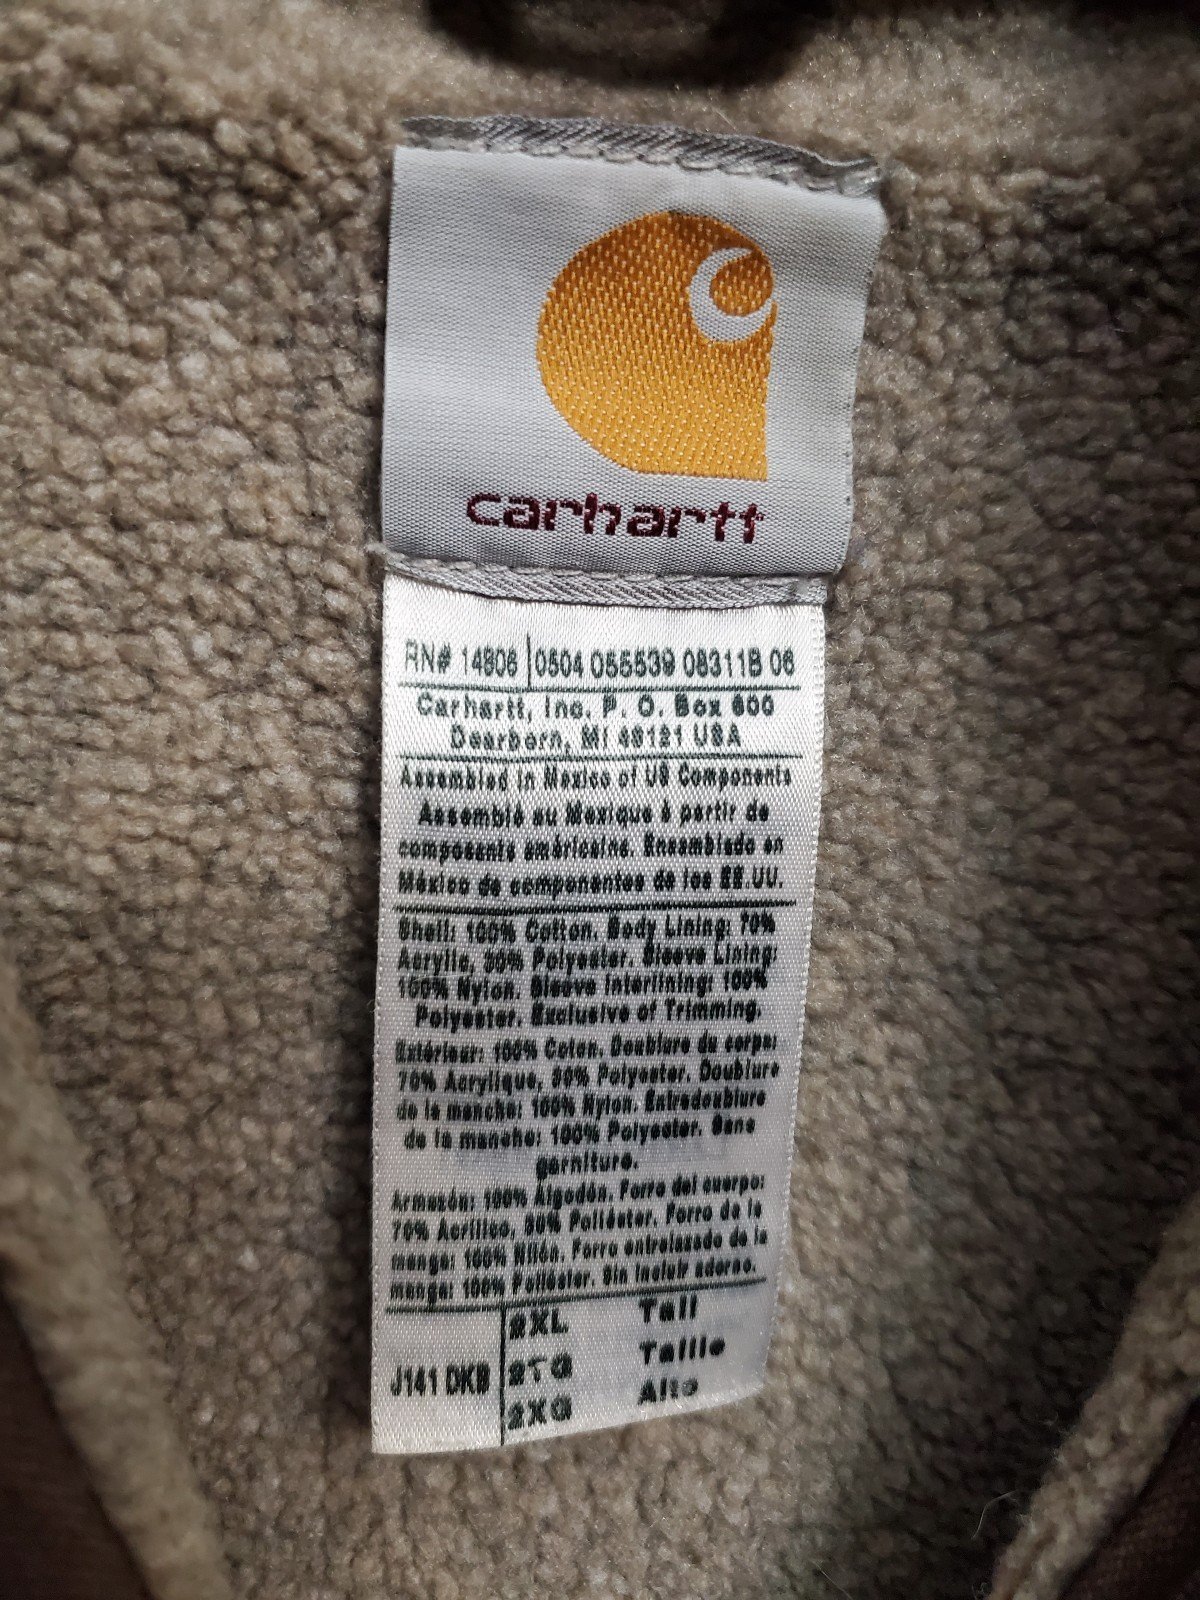 carhartt
RN# 14806 0504 055539 08311B 06
Carhartt, Inc. P. O. Box 600
Dearborn, MI 48121 USA
Assembled in Mexico of US Components
Assemblé au Mexique à partir de
composants américains. Ensamblado en
México de componentes de los EE.UU.
Shell: 100% Cotton. Body Lining: 70%
Acrylic, 30% Polyester. Sleeve Lining:
100% Nylon. Sleeve Interlining: 100%
Polyester. Exclusive of Trimming.
Extérieur: 100% Coton. Doublure du corps:
70% Acrylique, 30% Polyester. Doublure
de la manche: 100% Nylon. Entredoublure
de la manche: 100% Polyester. Sans
garniture.
Armazón: 100% Algodón. Forro del cuerpo:
70% Acrílico, 30% Poliéster. Forro de la
manga: 100% Nilón. Forro entrelazado de la
manga: 100% Poliéster. Sin incluir adorno.
J141 DKB
2XL Tall
2TG Taille
2XG Alto